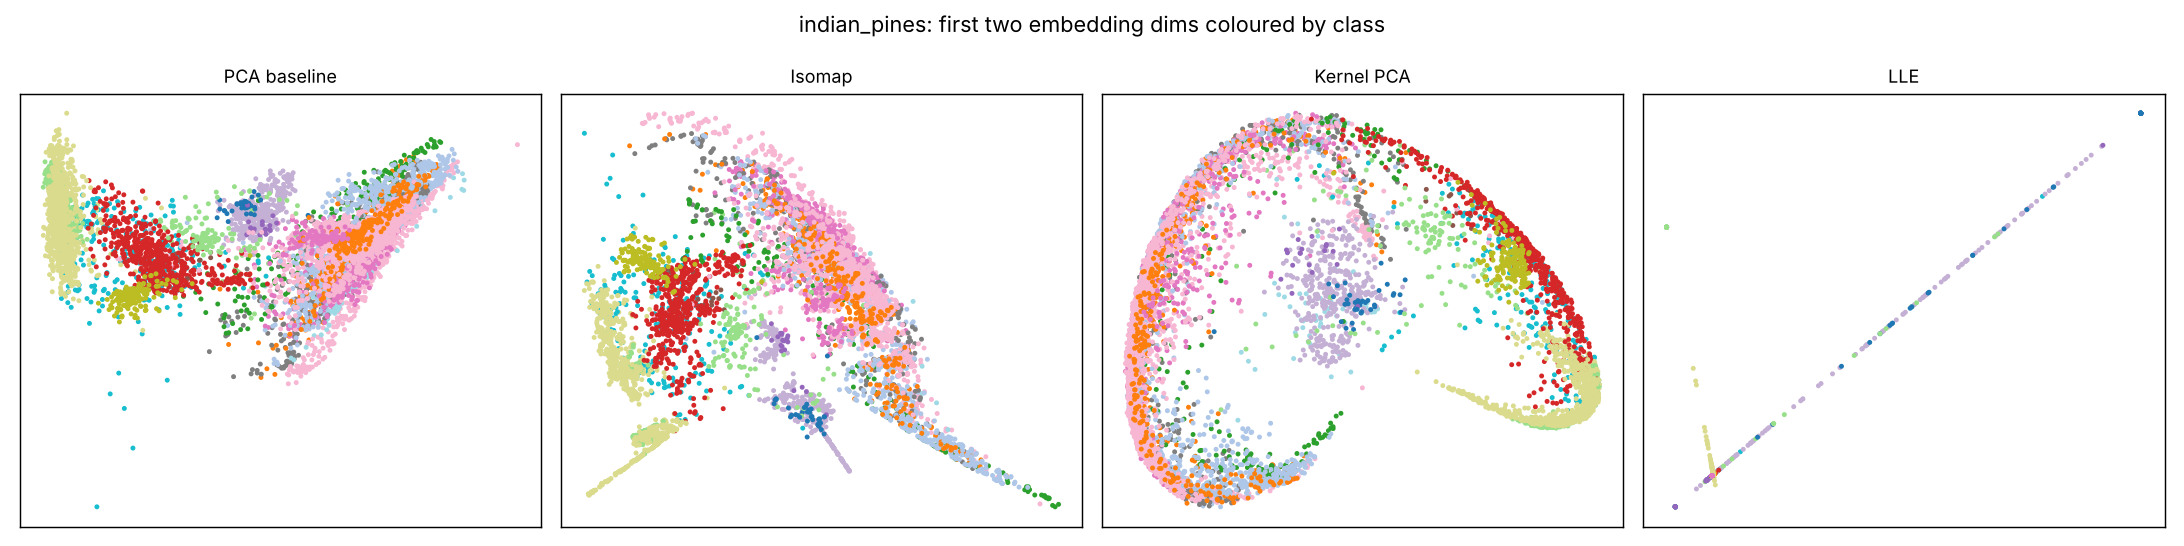 indian_pines: first two embedding dims coloured by class
PCA baseline
Isomap
Kernel PCA
LLE